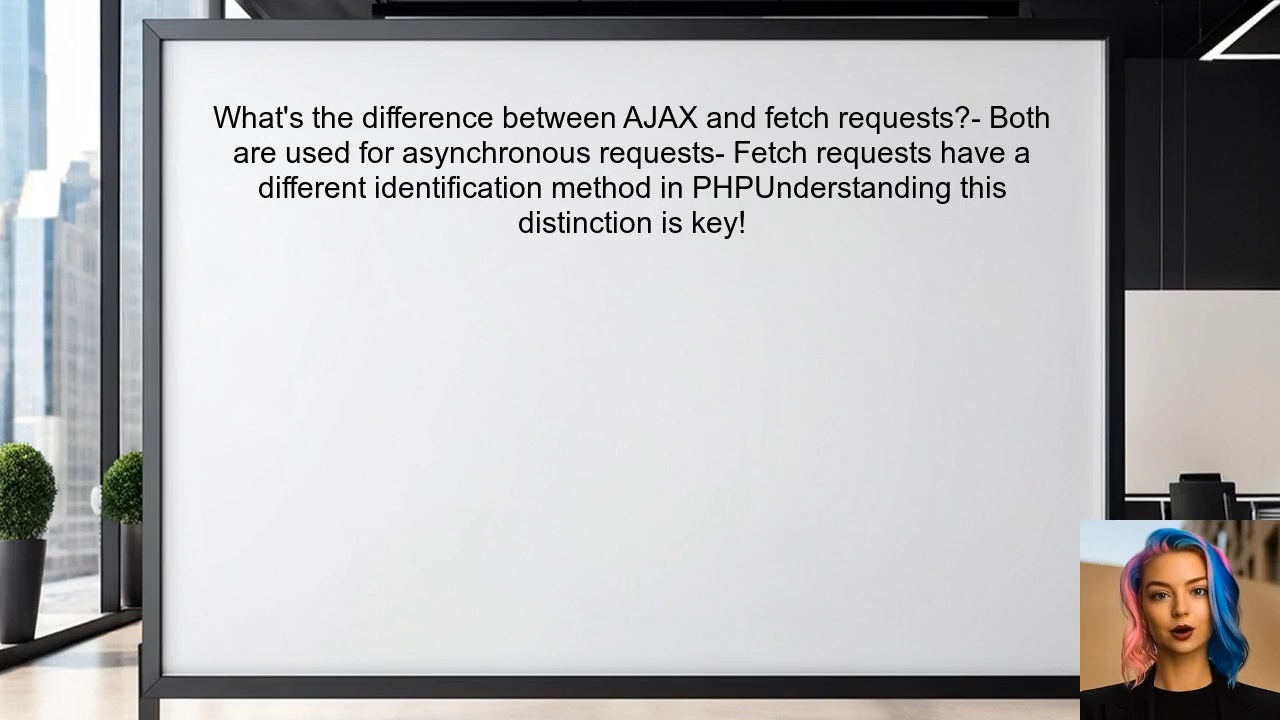 What's the difference between AJAX and fetch requests?- Both
are used for asynchronous requests- Fetch requests have a
different identification method in PHPUnderstanding this
distinction is key!